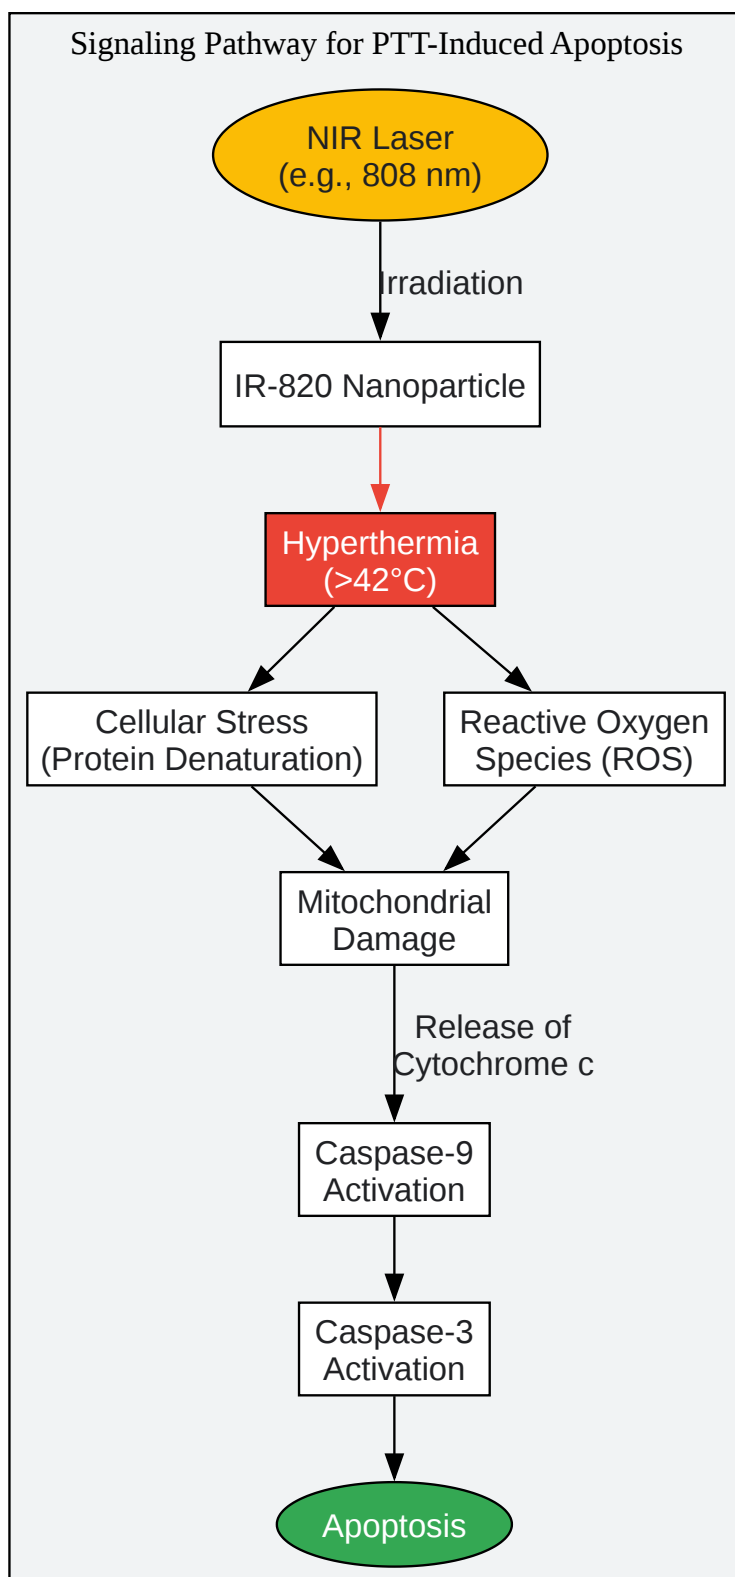 Signaling Pathway for PTT-Induced Apoptosis
NIR Laser
(e.g., 808 nm)
Irradiation
IR-820 Nanoparticle
Hyperthermia
(>42°C)
Cellular Stress
(Protein Denaturation)
Reactive Oxygen
Species (ROS)
Mitochondrial
Damage
Release of
Cytochrome c
Caspase-9
Activation
Caspase-3
Activation
Apoptosis